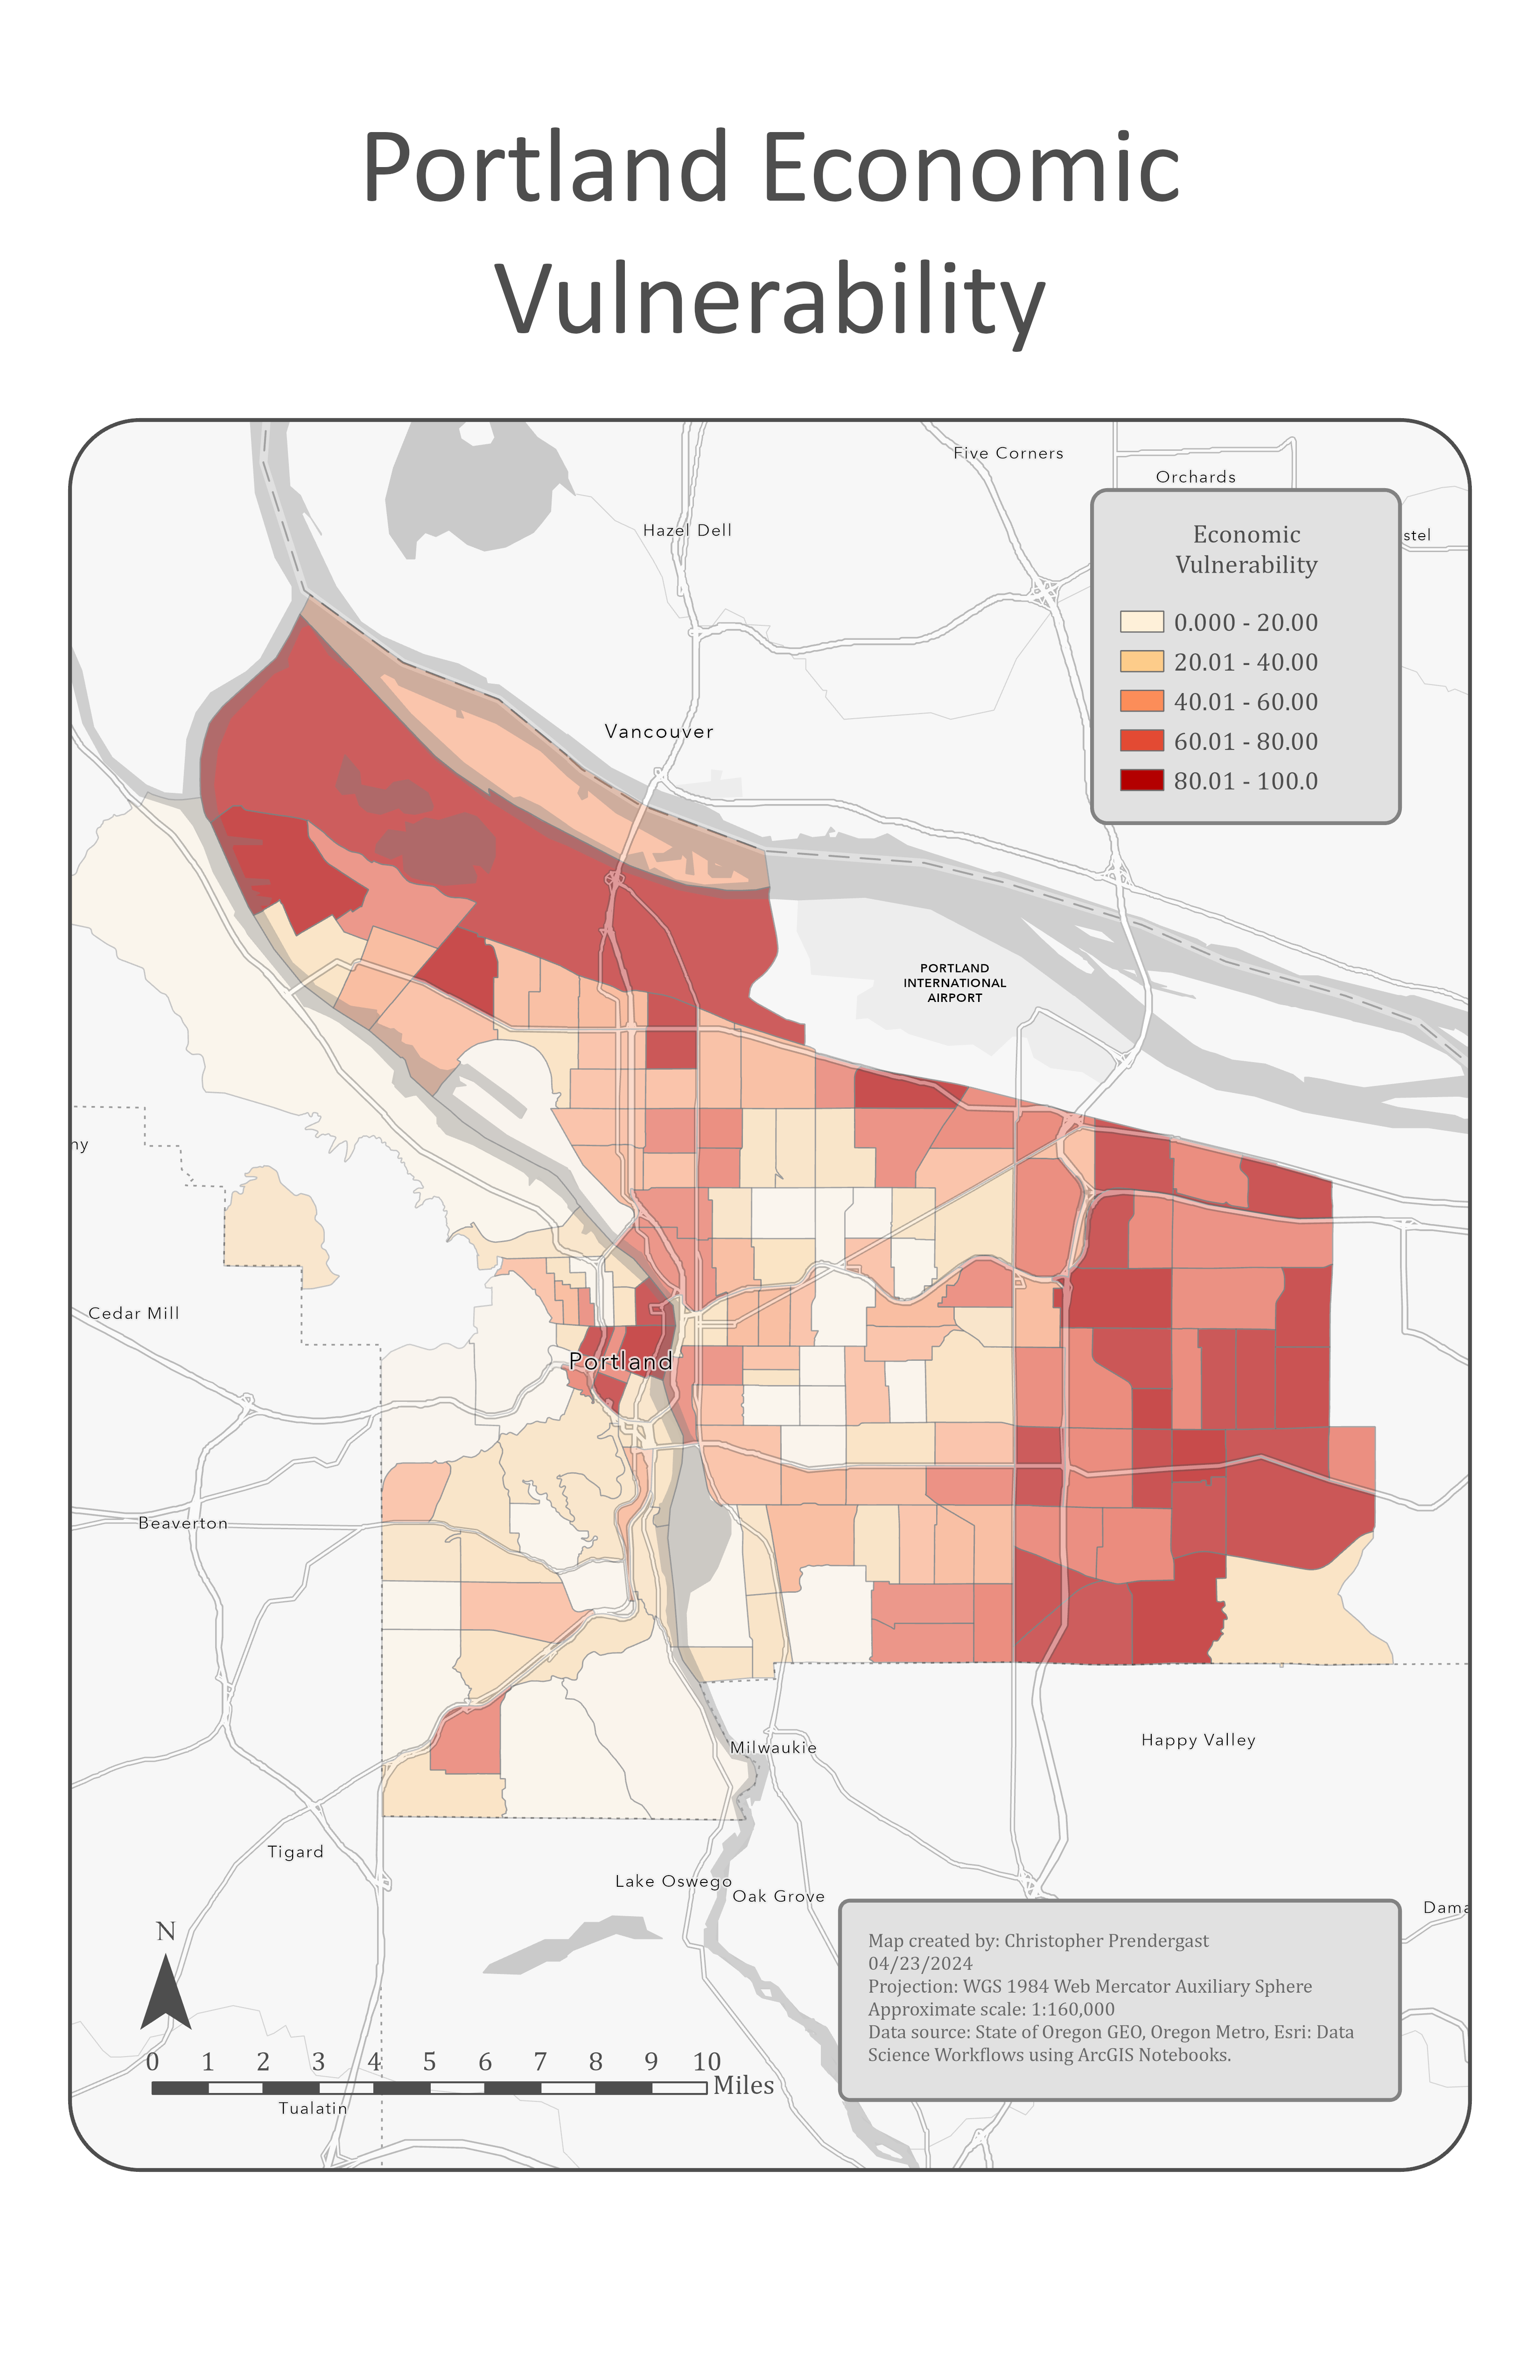 Portland Economic
Vulnerability
Five Corners
Orchards
Hazel Dell
stel
Economic
Vulnerability
0.000 - 20.00
20.01 - 40.00
40.01 - 60.00
60.01 - 80.00
80.01 - 100.0
Vancouver
PORTLAND
INTERNATIONAL
AIRPORT
ny
Cedar Mill
Portland
Beaverton
Milwaukie
Happy Valley
Tigard
Lake Oswego
Oak Grove
Dama
N
Map created by: Christopher Prendergast
04/23/2024
Projection: WGS 1984 Web Mercator Auxiliary Sphere
Approximate scale: 1:160,000
Data source: State of Oregon GEO, Oregon Metro, Esri: Data
Science Workflows using ArcGIS Notebooks.
0 1 2 3 4 5 6 7 8 9 10
Miles
Tualatin